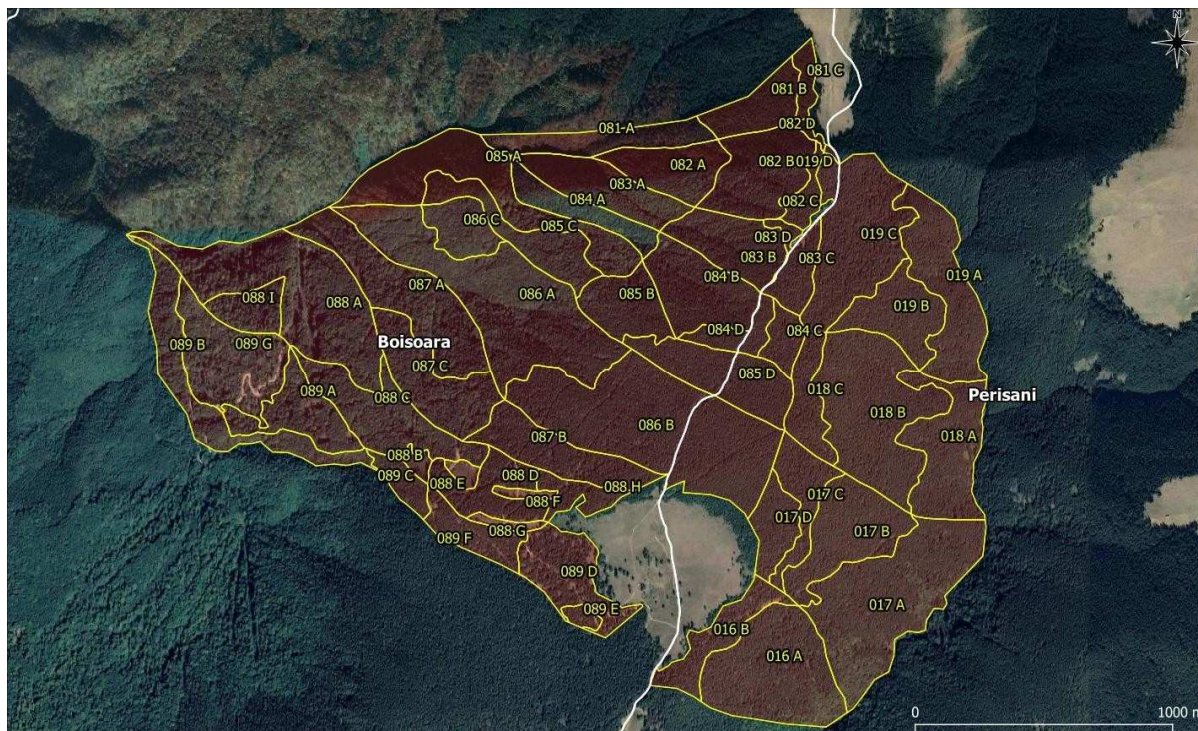 N
081 C
081 B
081 A
082 D
085 A
082 A
082 B
019 D
083 A
084 A
082 C
086 C
085 C
083 D
019 C
083 B
083 C
019 A
087 A
084 B
088 I
088 A
086 A
085 B
019 B
089 B
089 G
Boisoara
084 D
084 C
087 C
085 D
089 A
088 C
018 C
Perisani
018 B
086 B
018 A
087 B
088 B
089 C
088 E
088 D
088 H
088 F
017 C
017 D
088 G
017 B
089 F
089 D
017 A
089 E
016 B
016 A
0
1000 m